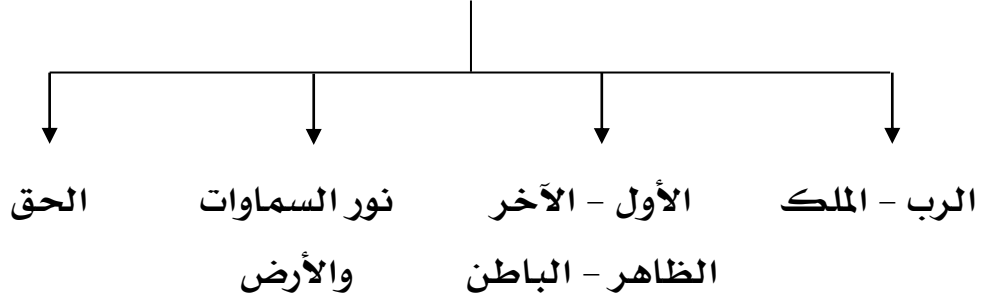 الرب – الملك
الأول – الآخر
الظاهر – الباطن
نور السماوات
والأرض
الحق